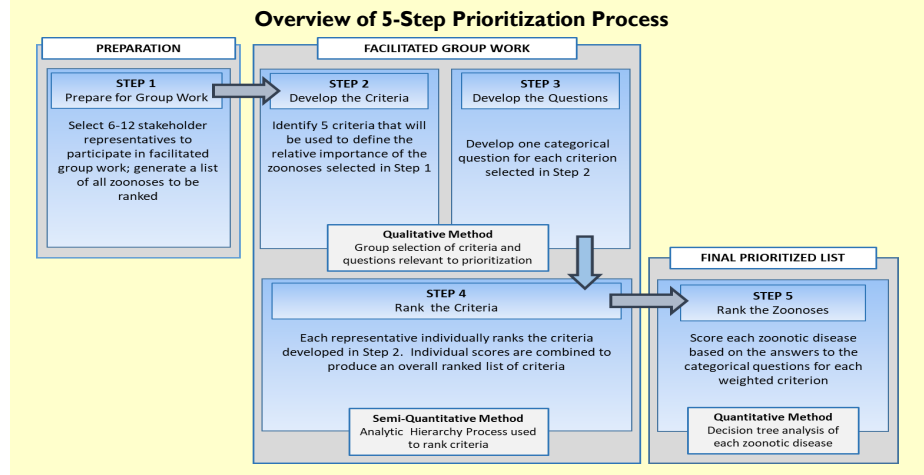 Overview of 5-Step Prioritization Process
PREPARATION
STEP 1
Prepare for Group Work
Select 6-12 stakeholder
representatives to
participate in facilitated
group work; generate a list
of all zoonoses to be
ranked
FACILITATED GROUP WORK
STEP 2
Develop the Criteria
Identify 5 criteria that will
be used to define the
relative importance of the
zoonoses selected in Step 1
STEP 3
Develop the Questions
Develop one categorical
question for each criterion
selected in Step 2
Qualitative Method
Group selection of criteria and
questions relevant to prioritization
STEP 4
Rank the Criteria
Each representative individually ranks the criteria
developed in Step 2. Individual scores are combined to
produce an overall ranked list of criteria
Semi-Quantitative Method
Analytic Hierarchy Process used
to rank criteria
FINAL PRIORITIZED LIST
STEP 5
Rank the Zoonoses
Score each zoonotic disease
based on the answers to the
categorical questions for each
weighted criterion
Quantitative Method
Decision tree analysis of
each zoonotic disease